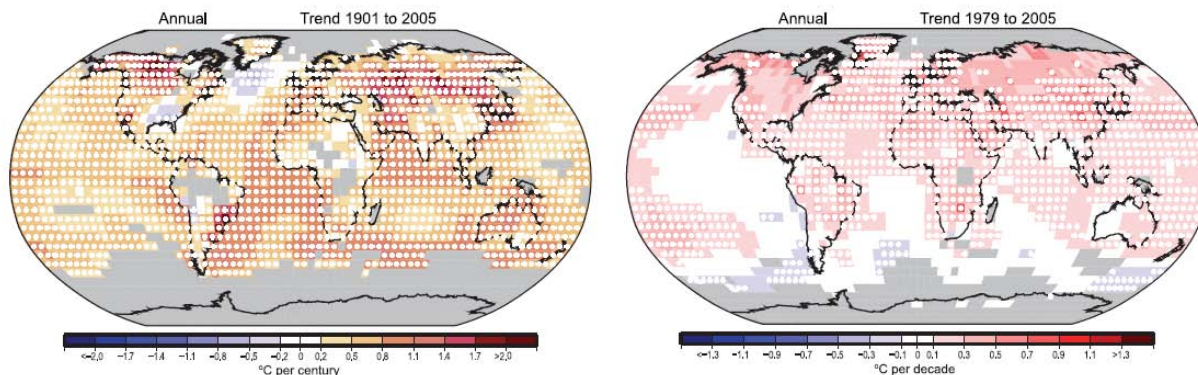 Annual Trend 1901 to 2005
<-2,0 -1.7 -1.4 -1,1 -0,8 -0,5 -0.2 0 0,2 0,5 0,8 1.1 1.4 1.7 >2.0
°C per century
Annual Trend 1979 to 2005
<-1.3 -1.1 -0.9 -0.7 -0.5 -0.3 -0.1 0 0.1 0.3 0.5 0.7 0.9 1.1 >1.3
°C per decade